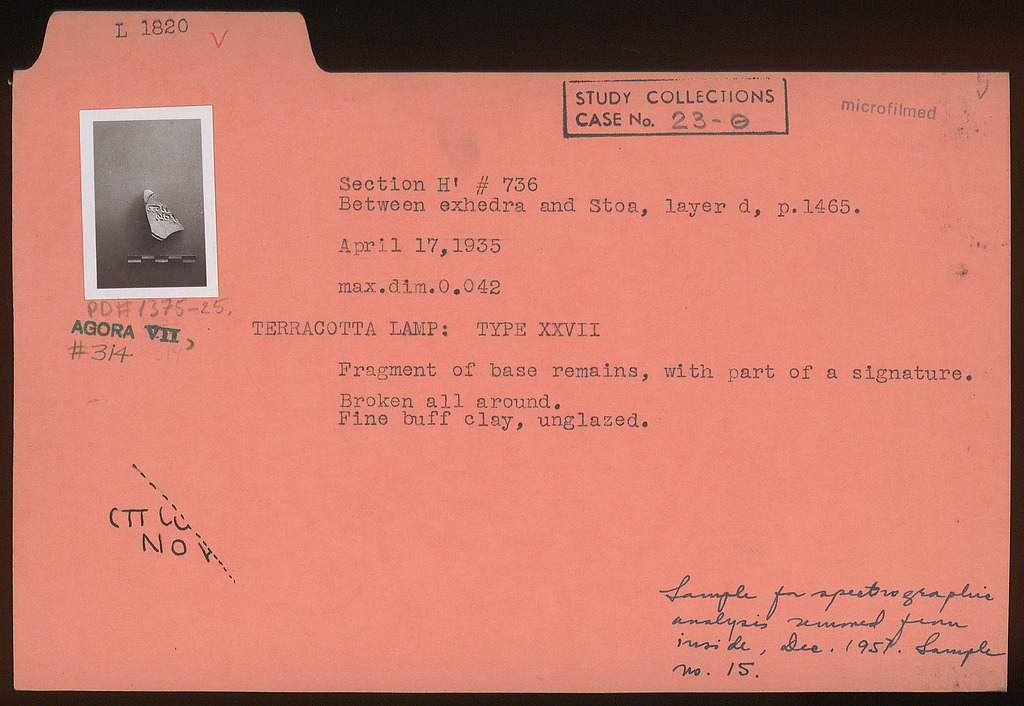 L 1820
V
STUDY COLLECTIONS
CASE No. 23-
microfilmed
Section H' # 736
Between exhedra and Stoa, layer d, p.1465.
April 17,1935
max.dim.0.042
PD# 1375-25.
AGORA VII,
#314
TERRACOTTA LAMP: TYPE XXVII
Fragment of base remains, with part of a signature.
Broken all around.
Fine buff clay, unglazed.
CΠ
NO
Sample for spectrographic
analysis removed from
inside, Dec. 1957. Sample
no. 15.